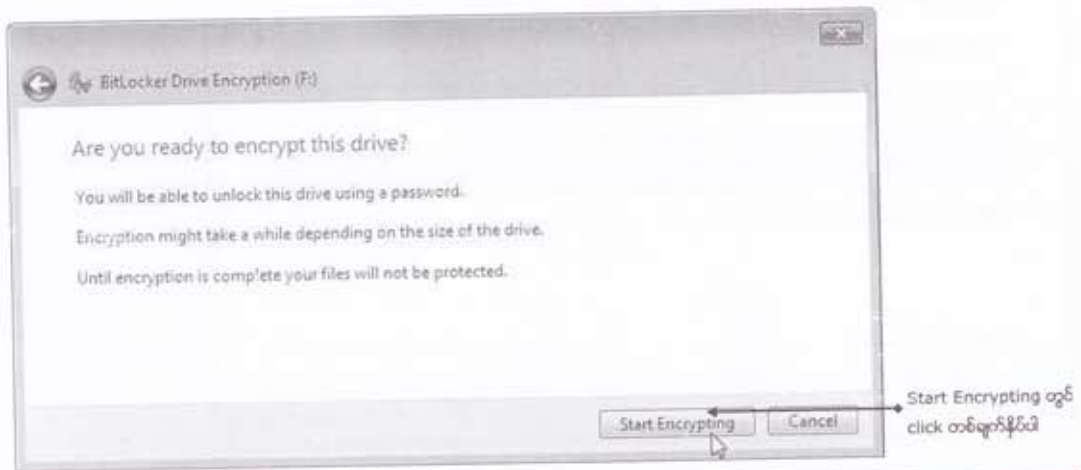 BitLocker Drive Encryption (F:)
Are you ready to encrypt this drive?
You will be able to unlock this drive using a password.
Encryption might take a while depending on the size of the drive.
Until encryption is complete your files will not be protected.
Start Encrypting
Cancel
Start Encrypting တွင်
click တစ်ချက်နှိပ်ပါ